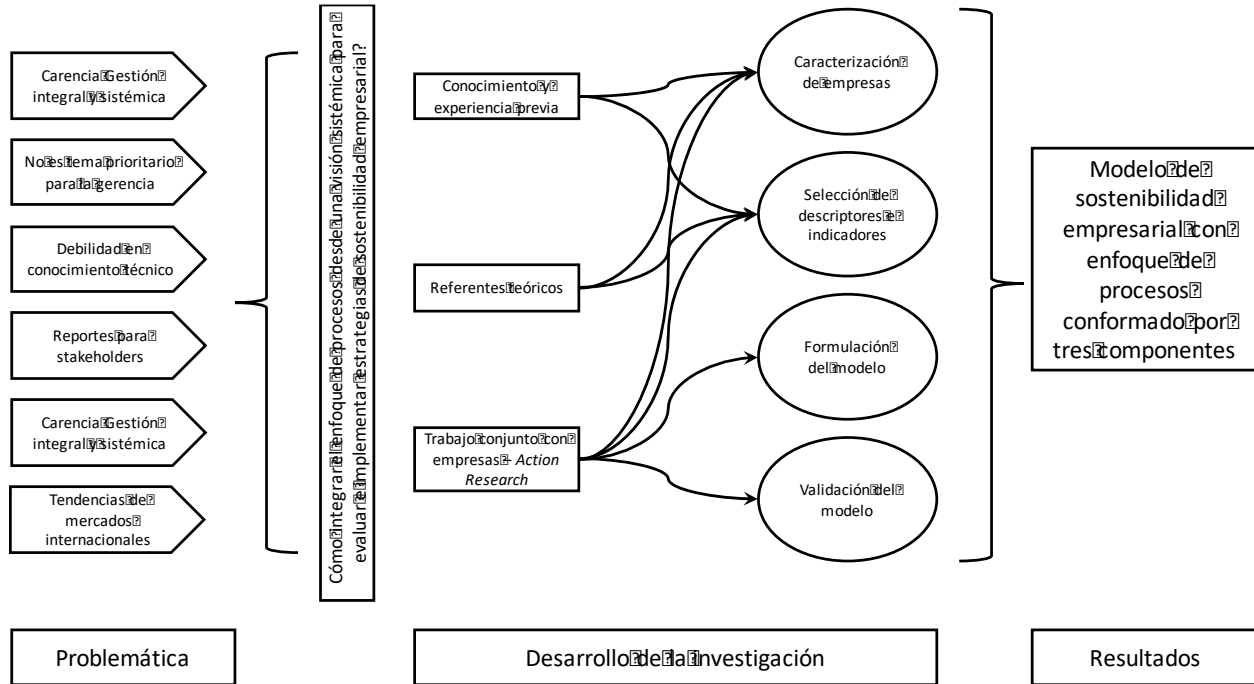 Carencia Gestión
integral y sistémica
No es tema prioritario
para la gerencia
Debilidad en
conocimiento técnico
Reportes para
stakeholders
Carencia Gestión
integral y sistémica
Tendencias de
mercados
internacionales
Cómo integrar el enfoque de procesos desde una visión sistémica para
evaluar e implementar estrategias de sostenibilidad empresarial?
Conocimiento y
experiencia previa
Referentes teóricos
Trabajo conjunto con
empresas – Action
Research
Caracterización
de empresas
Selección de
descriptores e
indicadores
Formulación
del modelo
Validación del
modelo
Modelo de
sostenibilidad
empresarial con
enfoque de
procesos
conformado por
tres componentes
Problemática
Desarrollo de la Investigación
Resultados